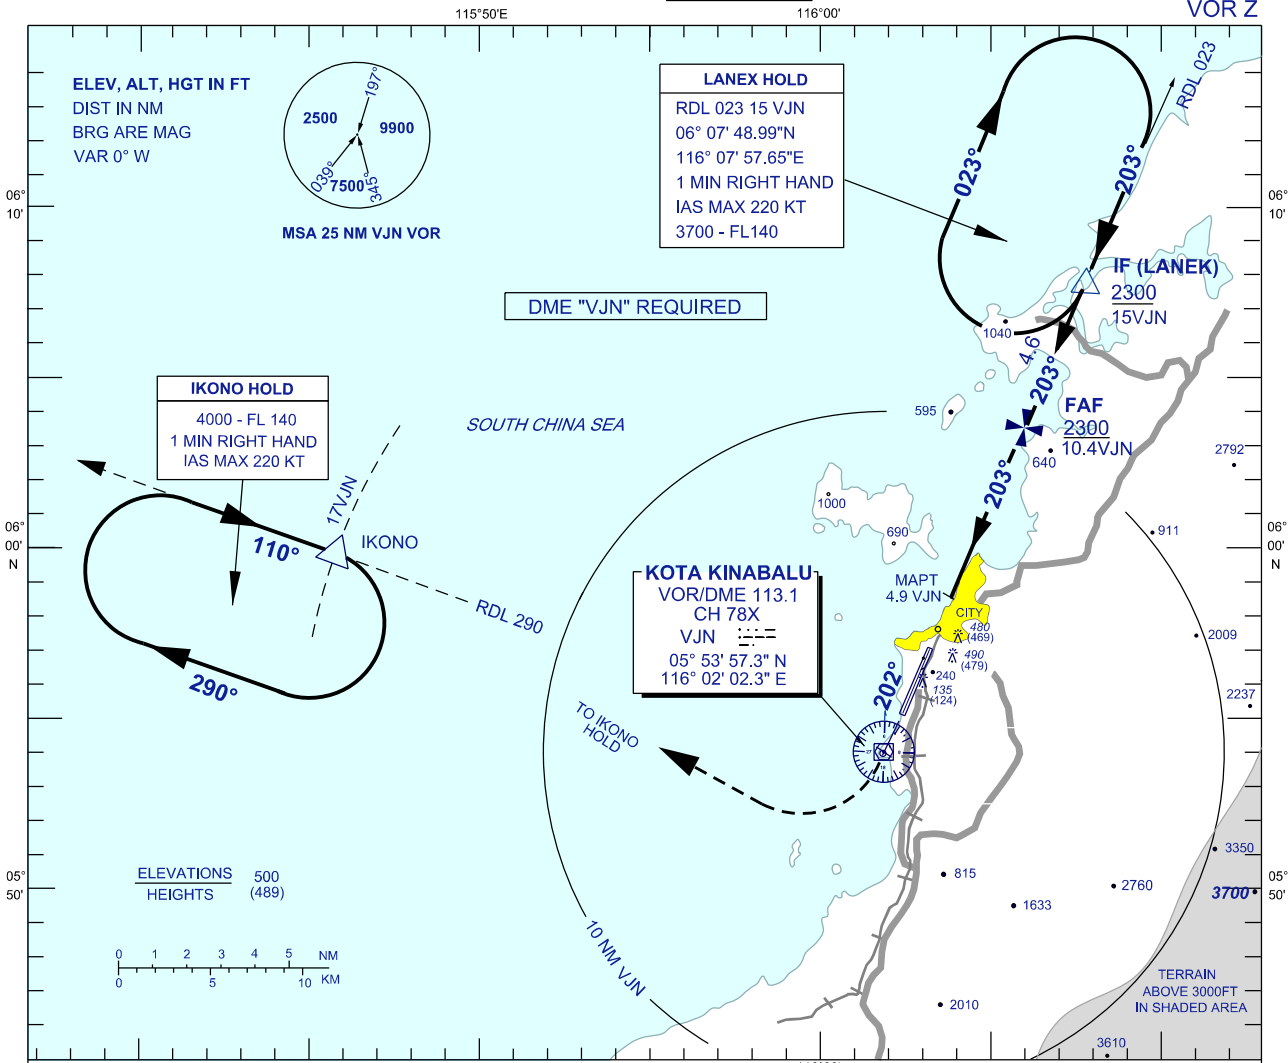 VOR Z
115°50'E
116°00'
ELEV, ALT, HGT IN FT
DIST IN NM
BRG ARE MAG
VAR 0° W
197°
2500
9900
039°
7500
345°
MSA 25 NM VJN VOR
LANEX HOLD
RDL 023 15 VJN
06° 07' 48.99"N
116° 07' 57.65"E
1 MIN RIGHT HAND
IAS MAX 220 KT
3700 - FL140
RDL 023
023°
203°
06°
10'
06°
10'
IF (LANEK)
2300
15VJN
DME "VJN" REQUIRED
1040
4.6
203°
IKONO HOLD
4000 - FL 140
1 MIN RIGHT HAND
IAS MAX 220 KT
SOUTH CHINA SEA
595
FAF
2300
10.4VJN
640
2792
203°
17VJN
1000
690
911
06°
00'
N
06°
00'
N
IKONO
110°
RDL 290
290°
KOTA KINABALU
VOR/DME 113.1
CH 78X
VJN
05° 53' 57.3" N
116° 02' 02.3" E
MAPT
4.9 VJN
CITY
480
(469)
490
(479)
240
135
(124)
2009
2237
202°
TO IKONO
HOLD
ELEVATIONS
HEIGHTS
500
(489)
05°
50'
05°
50'
815
1633
2760
3350
3700
10 NM VJN
0 1 2 3 4 5 NM
0 5 10 KM
2010
TERRAIN
ABOVE 3000FT
IN SHADED AREA
3610